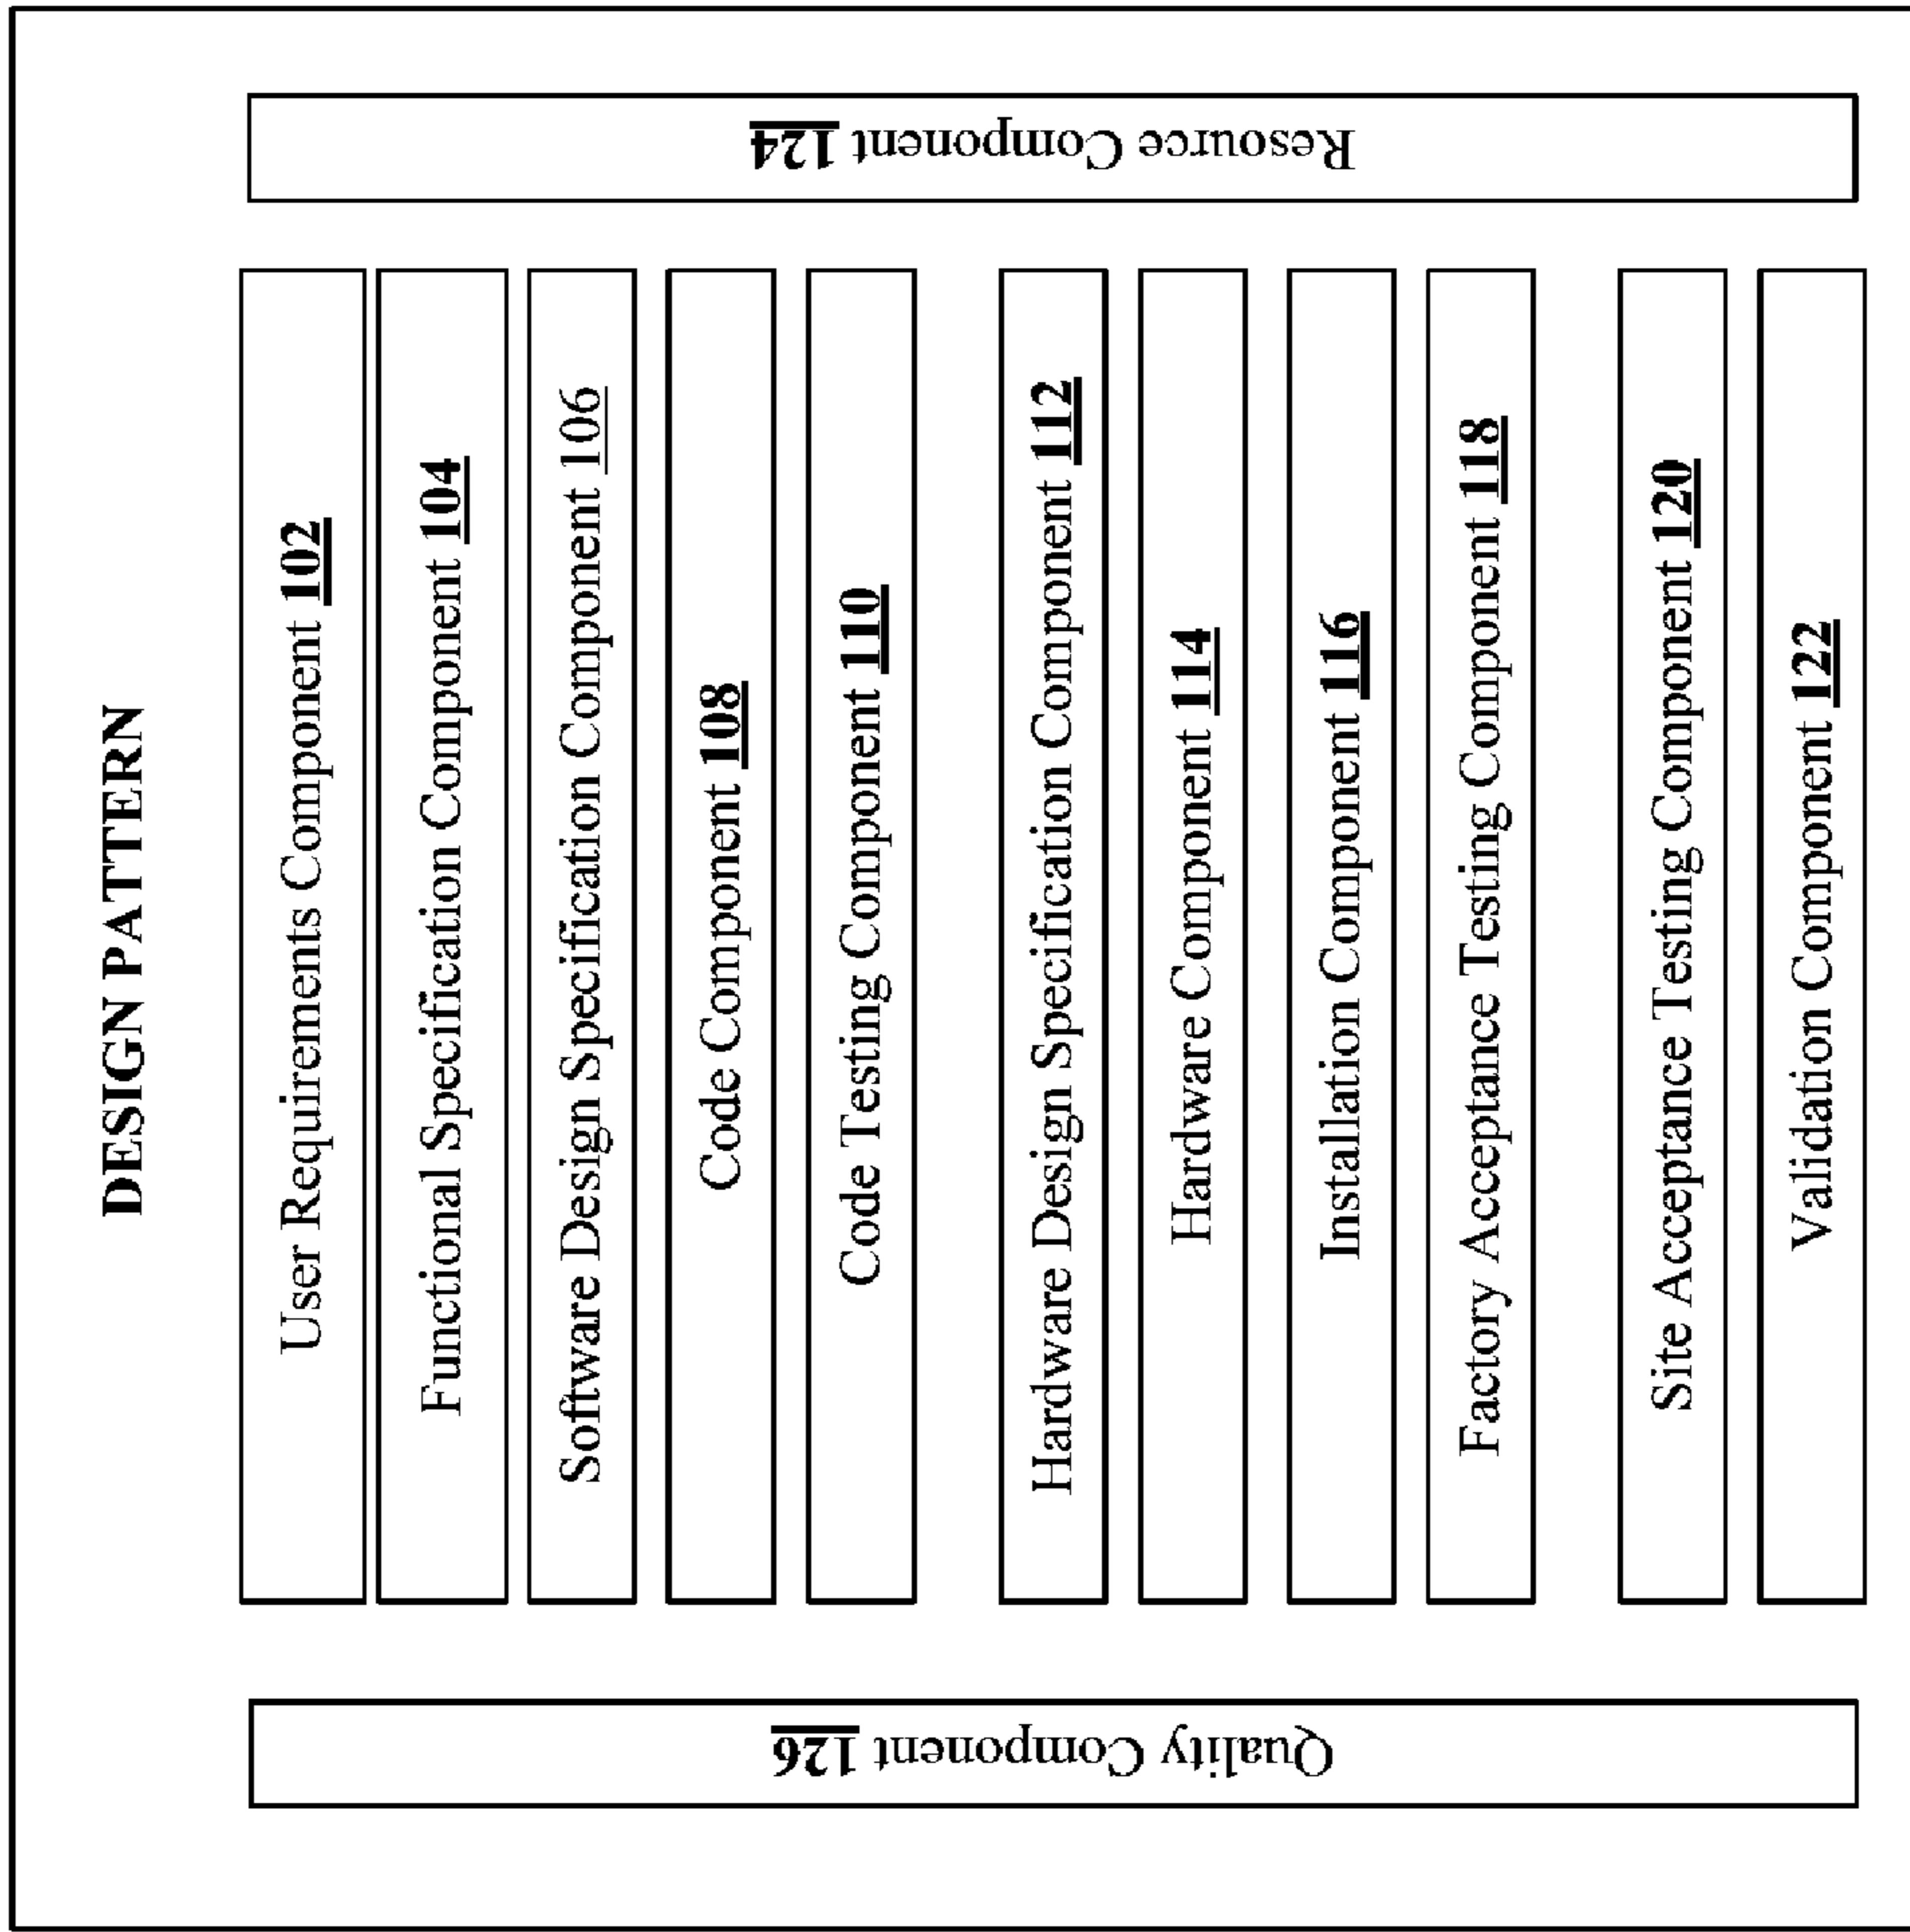 DESIGN PATTERN
User Requirements Component 102
Functional Specification Component 104
Software Design Specification Component 106
Code Component 108
Code Testing Component 110
Hardware Design Specification Component 112
Hardware Component 114
Installation Component 116
Factory Acceptance Testing Component 118
Site Acceptance Testing Component 120
Validation Component 122
Quality Component 126
Resource Component 124